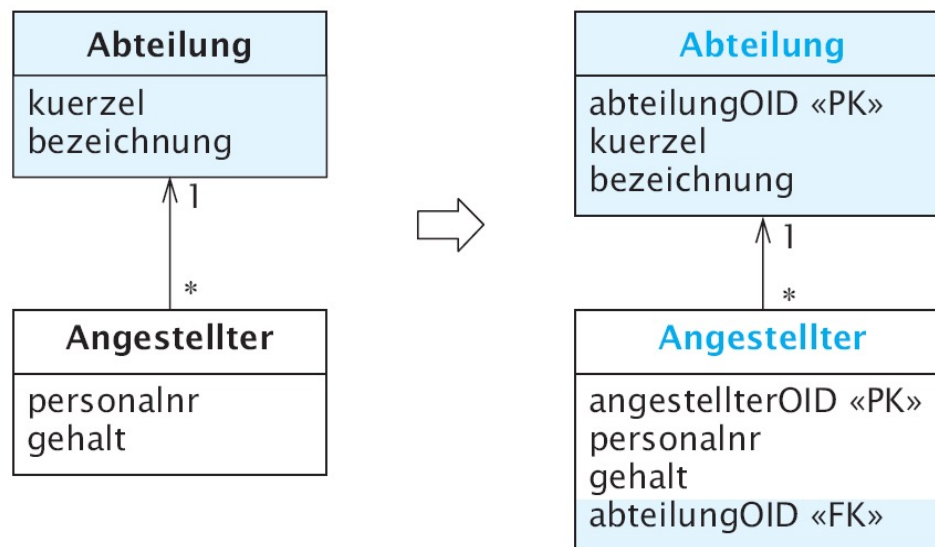 Abteilung
kuerzel
bezeichnung
1
*
Angestellter
personalnr
gehalt
Abteilung
abteilungOID «PK»
kuerzel
bezeichnung
1
*
Angestellter
angestellterOID «PK»
personalnr
gehalt
abteilungOID «FK»